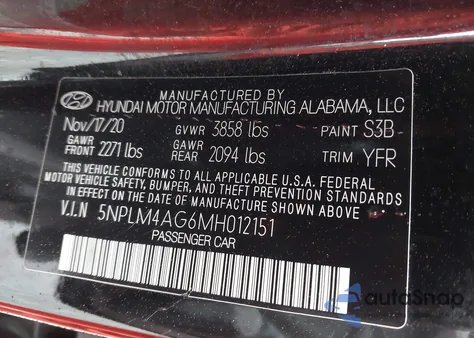 MANUFACTURED BY
HYUNDAI MOTOR MANUFACTURING ALABAMA, LLC
Nov/17/20 GVWR 3858 lbs PAINT S3B
GAWR FRONT 2271 lbs GAWR REAR 2094 lbs TRIM YFR
THIS VEHICLE CONFORMS TO ALL APPLICABLE U.S.A. FEDERAL
MOTOR VEHICLE SAFETY, BUMPER, AND THEFT PREVENTION STANDARDS
IN EFFECT ON THE DATE OF MANUFACTURE SHOWN ABOVE.
V.I.N 5NPLM4AG6MH012151
PASSENGER CAR
autoSnap